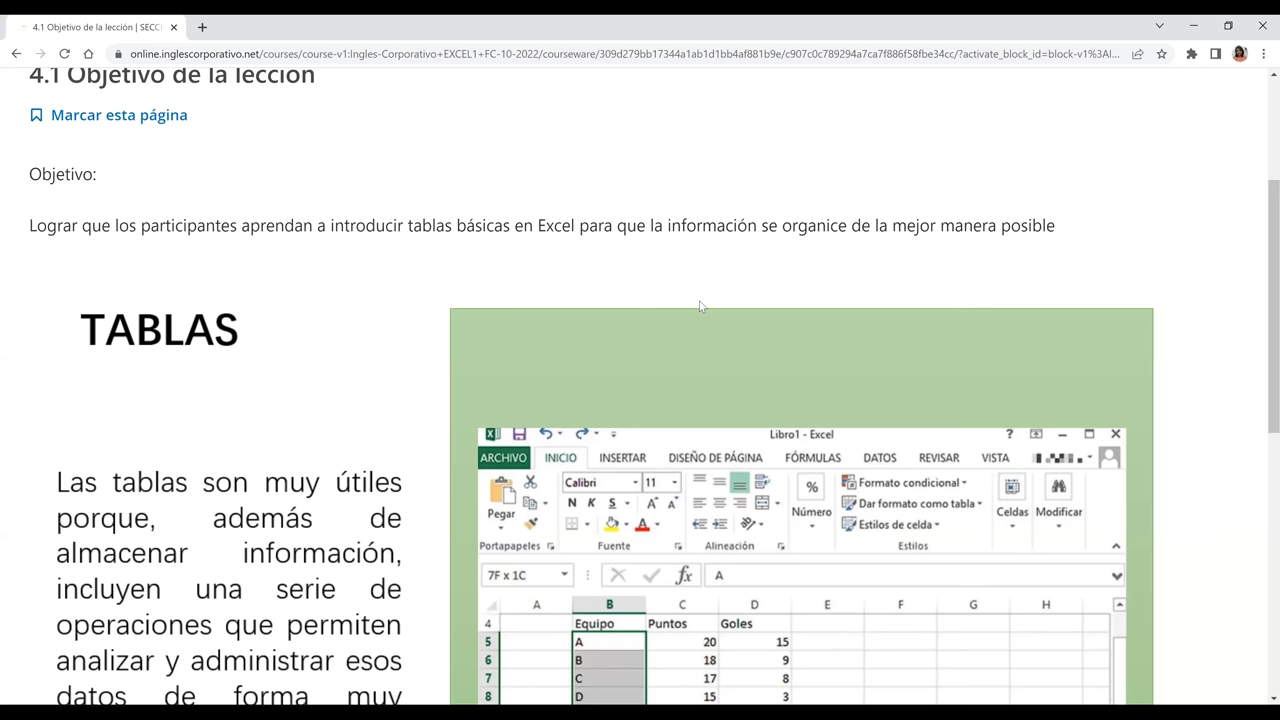 4.1 Objetivo de la lección | SECCI
online.inglescorporativo.net/courses/course-v1:Ingles-Corporativo+EXCEL1+FC-10-2022/courseware/309d279bb17344a1ab1d1bb4af881b9e/c907c0c789294a7ca7f886f58fbe34cc/?activate_block_id=block-v1%3AI...
4.1 Objetivo de la lección
Marcar esta página
Objetivo:
Lograr que los participantes aprendan a introducir tablas básicas en Excel para que la información se organice de la mejor manera posible
TABLAS
Las tablas son muy útiles
porque, además de
almacenar información,
incluyen una serie de
operaciones que permiten
analizar y administrar esos
datos de forma muy
Libro1 - Excel
ARCHIVO INICIO INSERTAR DISEÑO DE PÁGINA FÓRMULAS DATOS REVISAR VISTA
Calibri 11 % Formato condicional
Pegar N K S A A Número Dar formato como tabla Celdas Modificar
A Estilos de celda
Portapapeles Fuente Alineación Estilos
7F x 1C fx A
A B C D E F G H
4 Equipo Puntos Goles
5 A 20 15
6 B 18 9
7 C 17 8
8 D 15 3